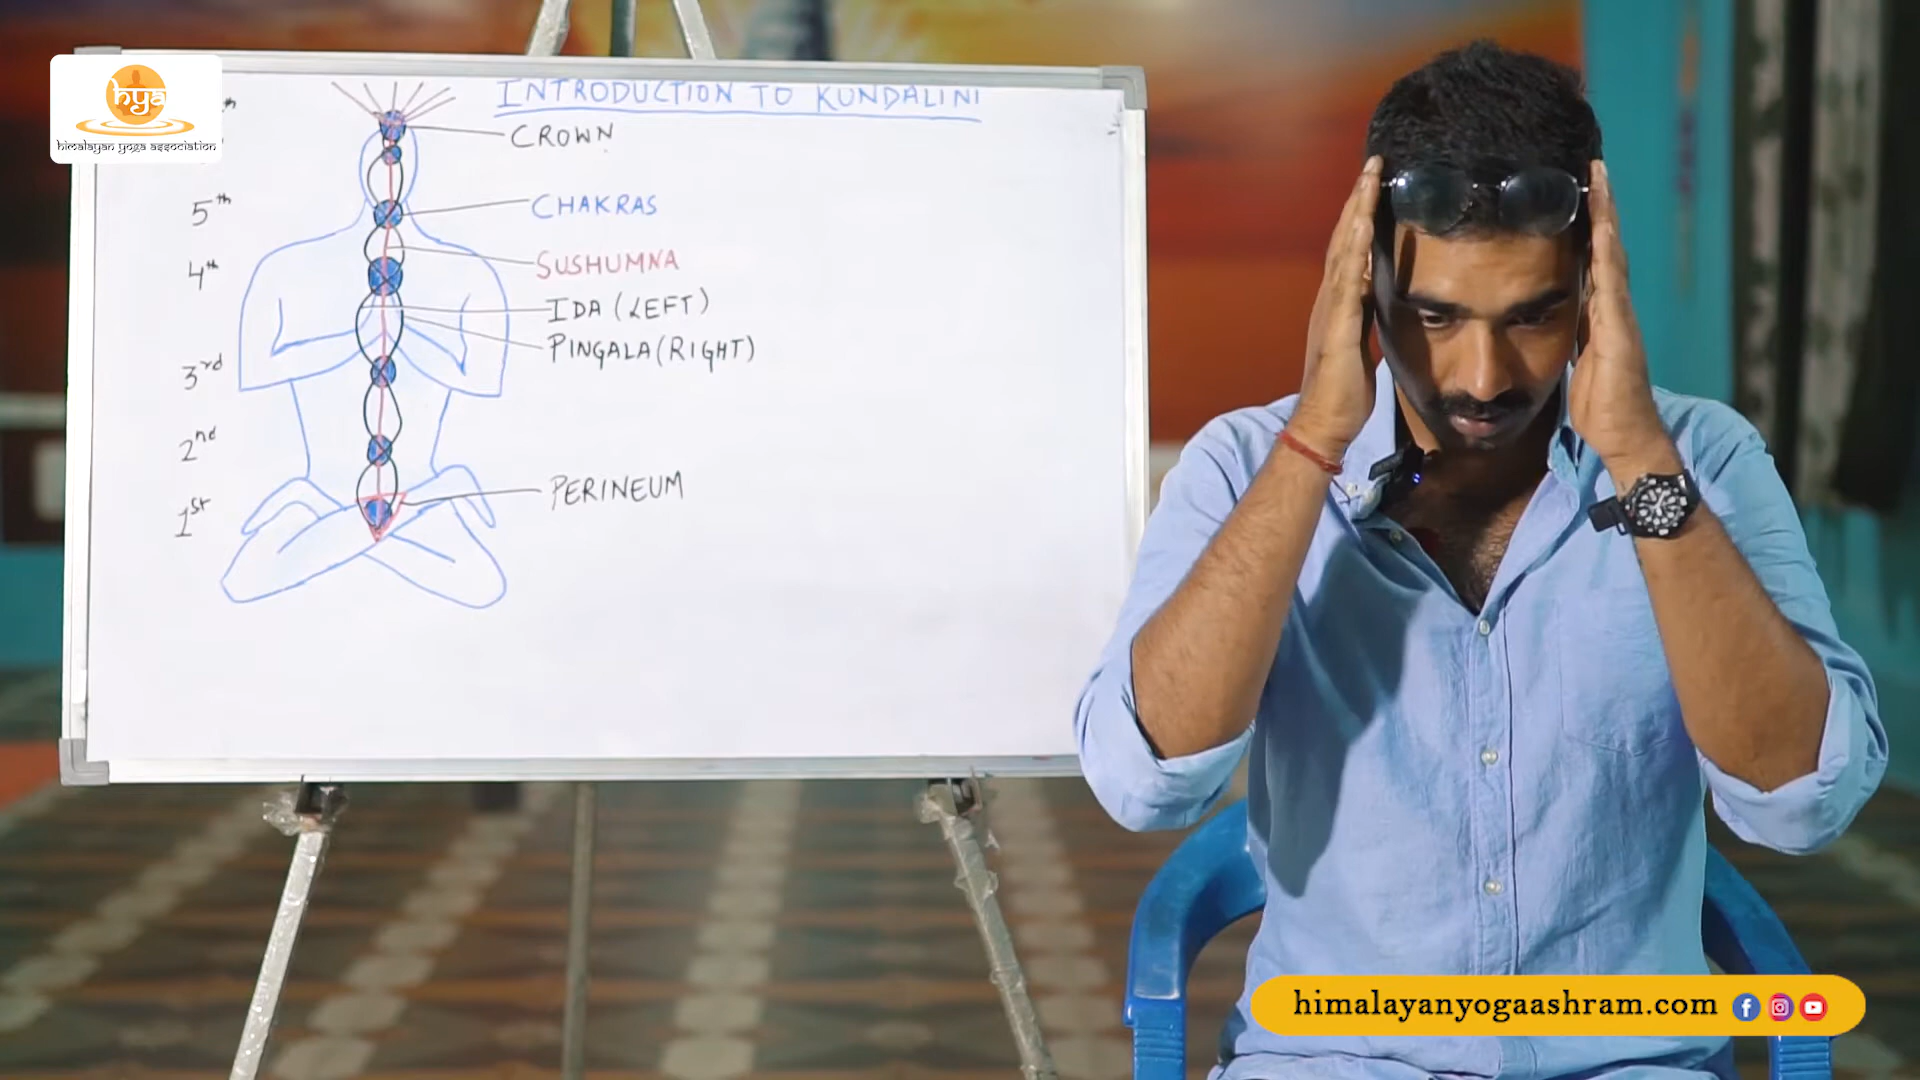 hya
himalayan yoga association
INTRODUCTION TO KUNDALINI
CROWN
5th
CHAKRAS
4th
SUSHUMNA
IDA (LEFT)
PINGALA (RIGHT)
3rd
2nd
PERINEUM
1st
himalayanyogaashram.com